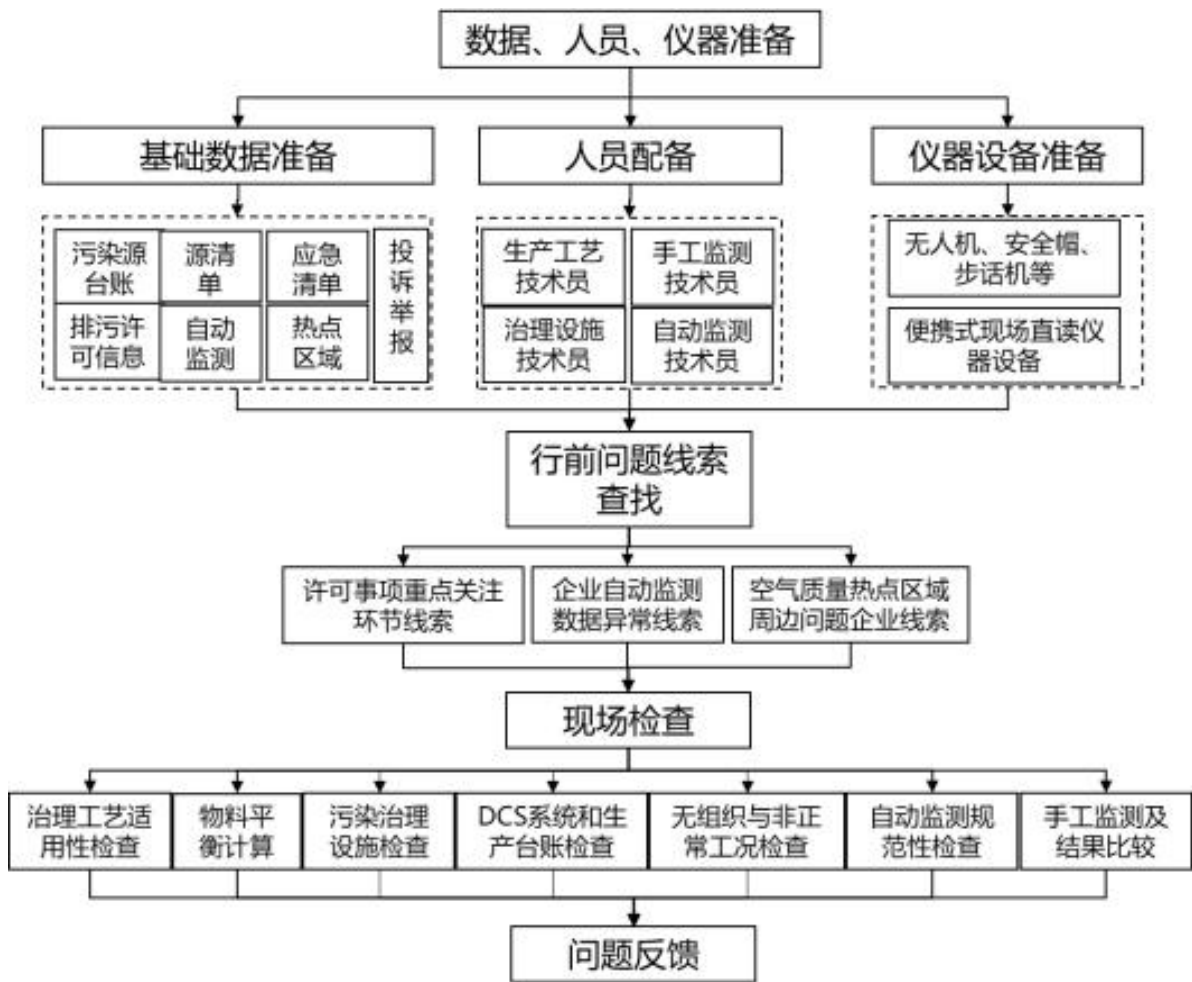 数据、人员、仪器准备
基础数据准备
人员配备
仪器设备准备
污染源
台账
源清
单
应急
清单
投
诉
举
报
排污许
可信息
自动
监测
热点
区域
生产工艺
技术员
手工监测
技术员
治理设施
技术员
自动监测
技术员
无人机、安全帽、
步话机等
便携式现场直读仪
器设备
行前问题线索
查找
许可事项重点关注
环节线索
企业自动监测
数据异常线索
空气质量热点区域
周边问题企业线索
现场检查
治理工艺适
用性检查
物料平
衡计算
污染治理
设施检查
DCS系统和生
产台账检查
无组织与非正
常工况检查
自动监测规
范性检查
手工监测及
结果比较
问题反馈